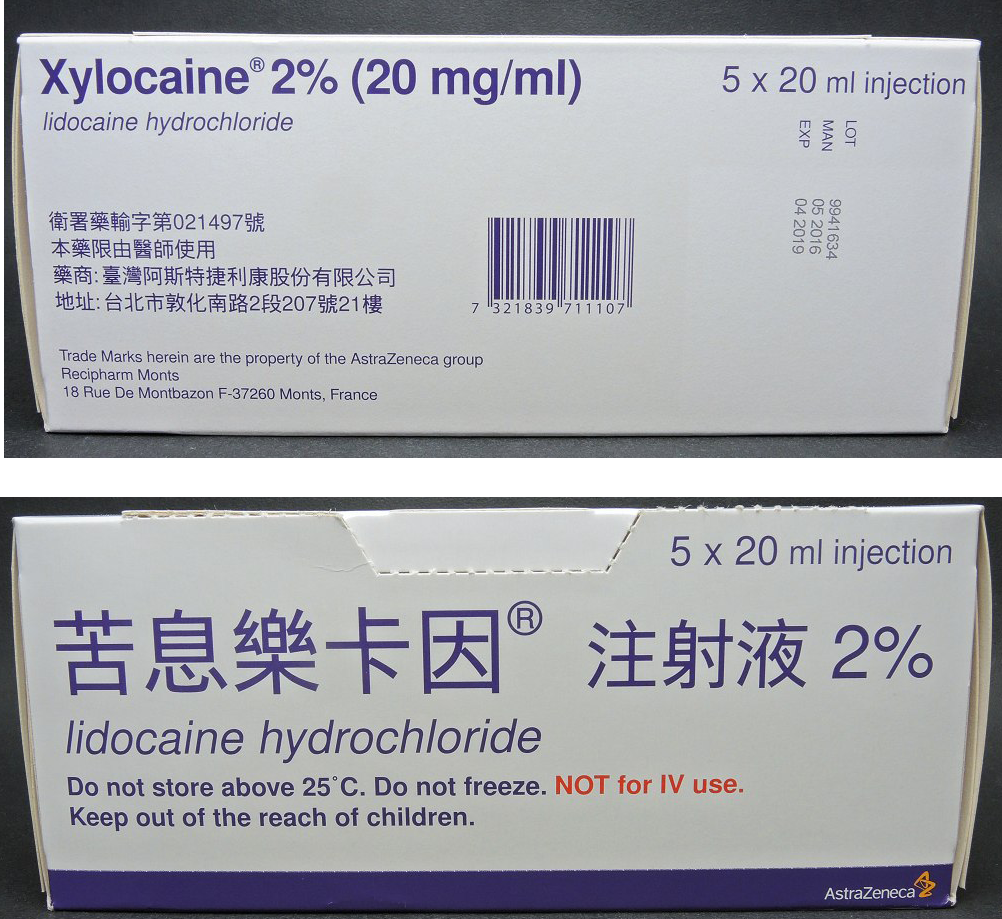 Xylocaine® 2% (20 mg/ml)
5 x 20 ml injection
lidocaine hydrochloride
LOT 9941634
MAN 05 2016
EXP 04 2019
衛署藥輸字第021497號
本藥限由醫師使用
藥商: 臺灣阿斯特捷利康股份有限公司
地址: 台北市敦化南路2段207號21樓
7 321839 711107
Trade Marks herein are the property of the AstraZeneca group
Recipharm Monts
18 Rue De Montbazon F-37260 Monts, France
5 x 20 ml injection
苦息樂卡因® 注射液 2%
lidocaine hydrochloride
Do not store above 25°C. Do not freeze. NOT for IV use.
Keep out of the reach of children.
AstraZeneca